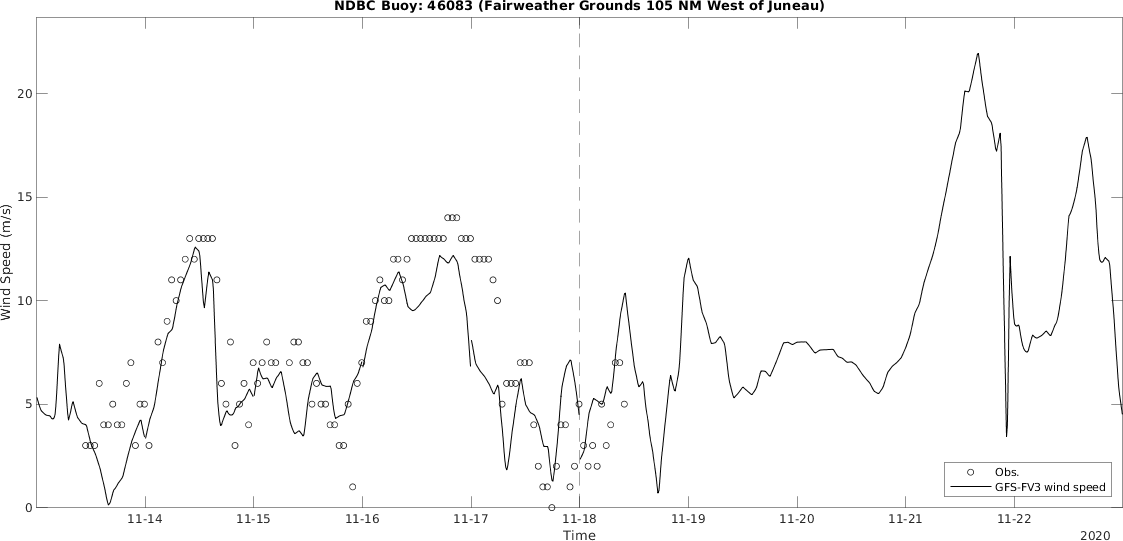 NDBC Buoy: 46083 (Fairweather Grounds 105 NM West of Juneau)
Wind Speed (m/s)
20
15
10
5
0
11-14 11-15 11-16 11-17 11-18 11-19 11-20 11-21 11-22
Time
2020
Obs.
GFS-FV3 wind speed